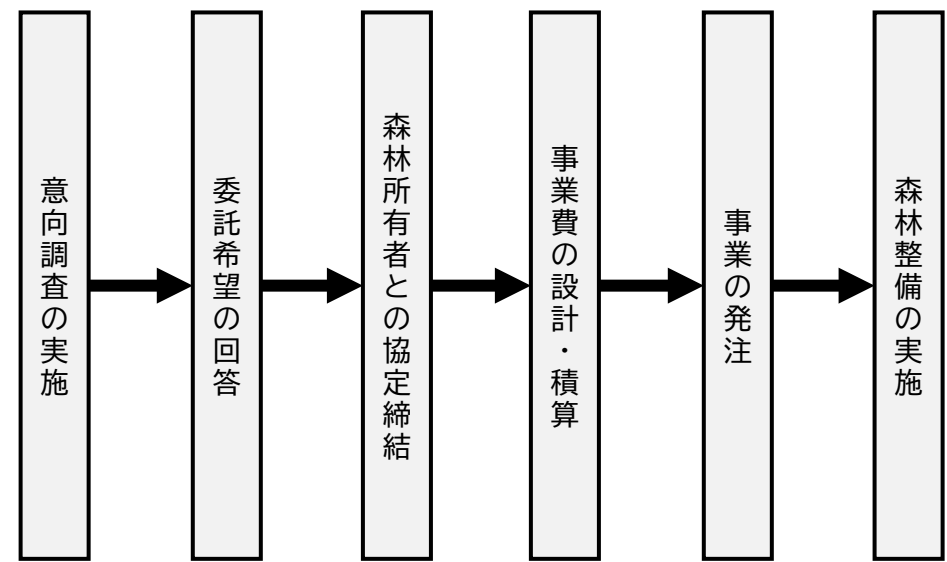 意向調査の実施
委託希望の回答
森林所有者との協定締結
事業費の設計・積算
事業の発注
森林整備の実施